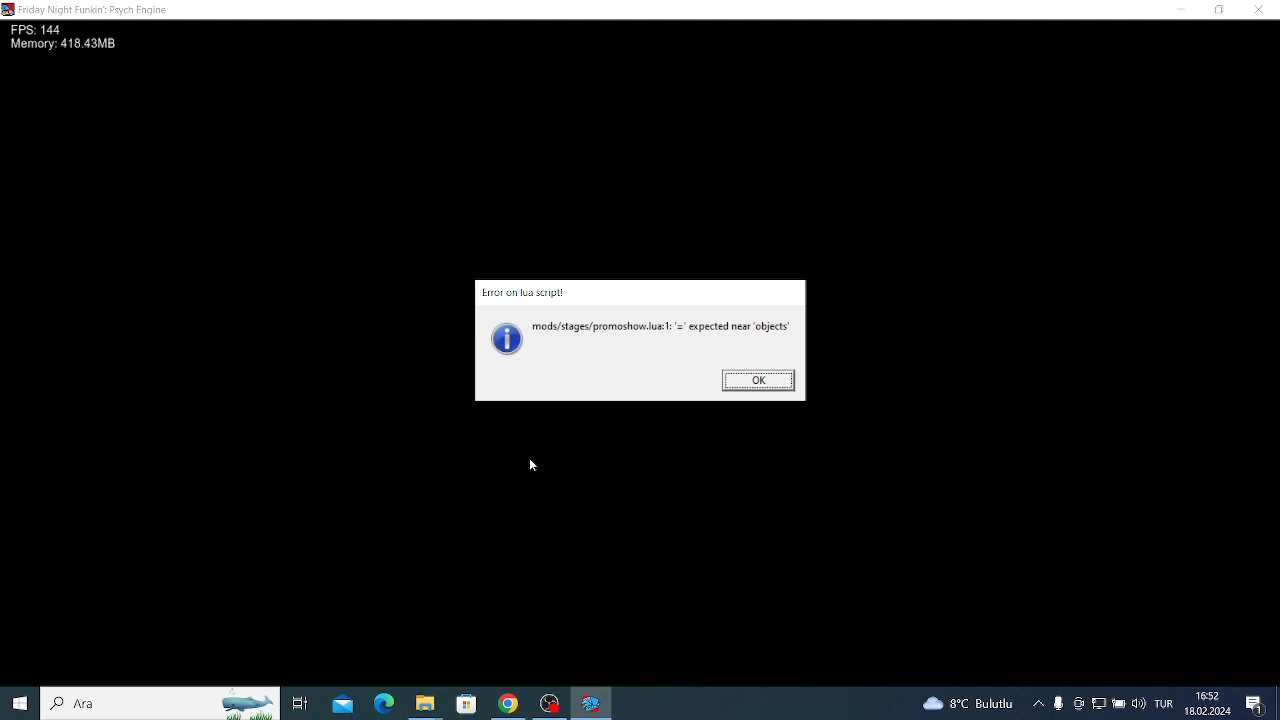 Friday Night Funkin': Psych Engine
FPS: 144
Memory: 418.43MB
Error on lua script!
mods/stages/promoshow.lua:1: '=' expected near 'objects'
OK
Ara
8°C Bulutlu
TUR
16:52
18.02.2024
1